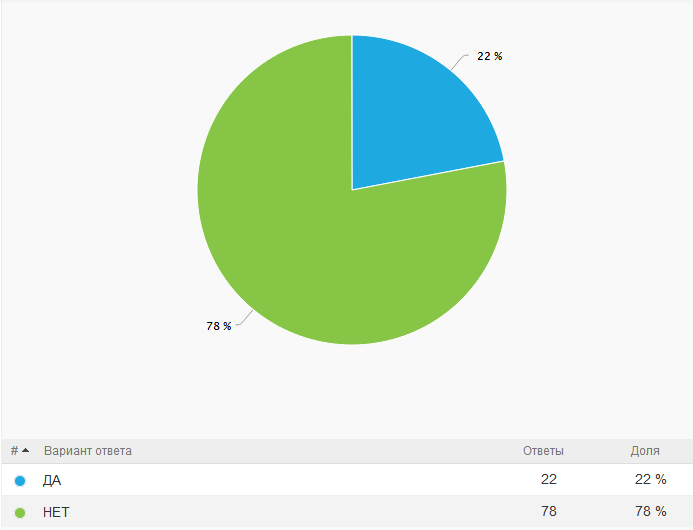 22 %
78 %
# Вариант ответа Ответы Доля
ДА 22 22 %
НЕТ 78 78 %